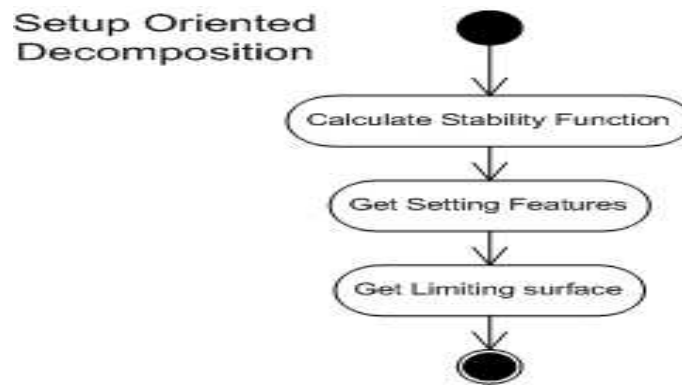 Setup Oriented
Decomposition
Calculate Stability Function
Get Setting Features
Get Limiting surface